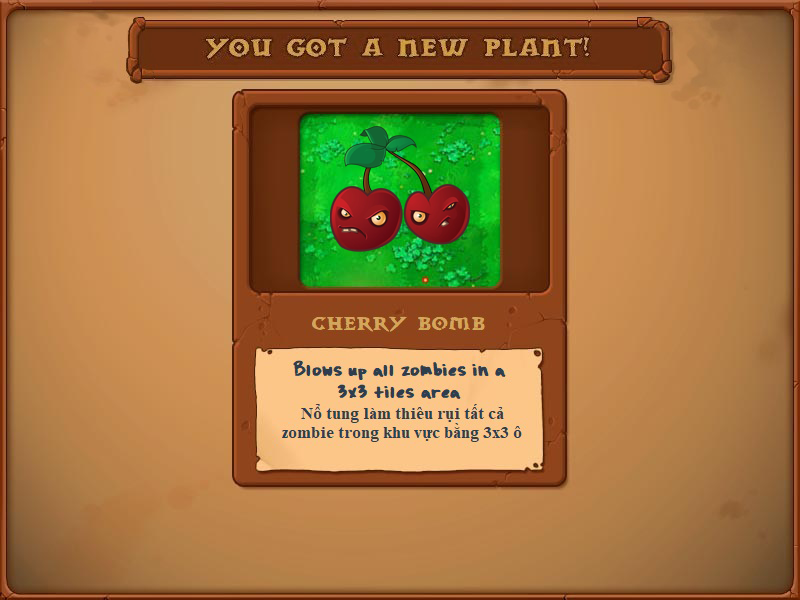 YOU GOT A NEW PLANT!
CHERRY BOMB
Blows up all zombies in a
3x3 tiles area
Nổ tung làm thiêu rụi tất cả
zombie trong khu vực bằng 3x3 ô